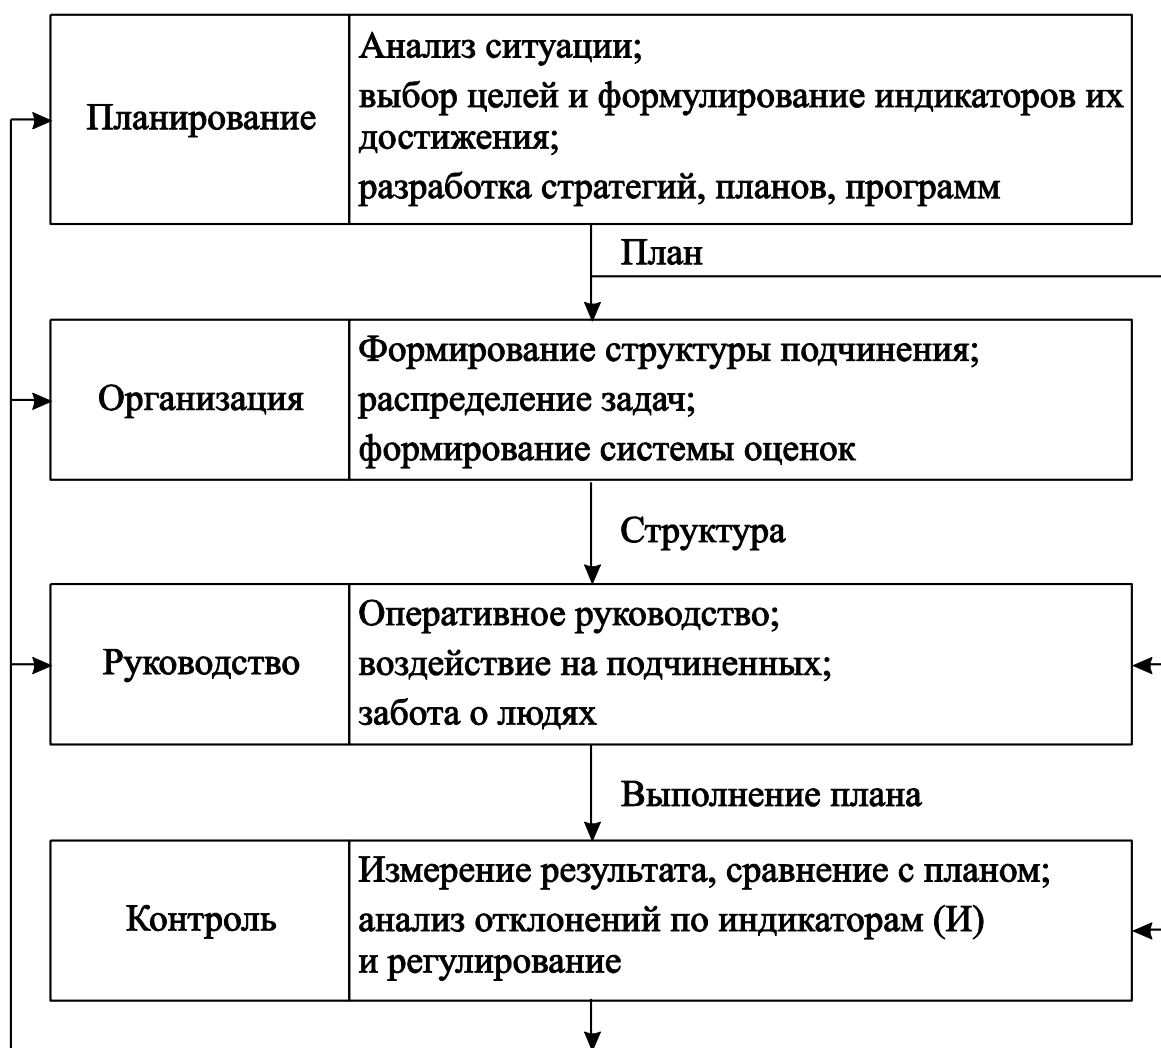 Планирование
Анализ ситуации;
выбор целей и формулирование индикаторов их
достижения;
разработка стратегий, планов, программ
План
Организация
Формирование структуры подчинения;
распределение задач;
формирование системы оценок
Структура
Руководство
Оперативное руководство;
воздействие на подчиненных;
забота о людях
Выполнение плана
Контроль
Измерение результата, сравнение с планом;
анализ отклонений по индикаторам (И)
и регулирование